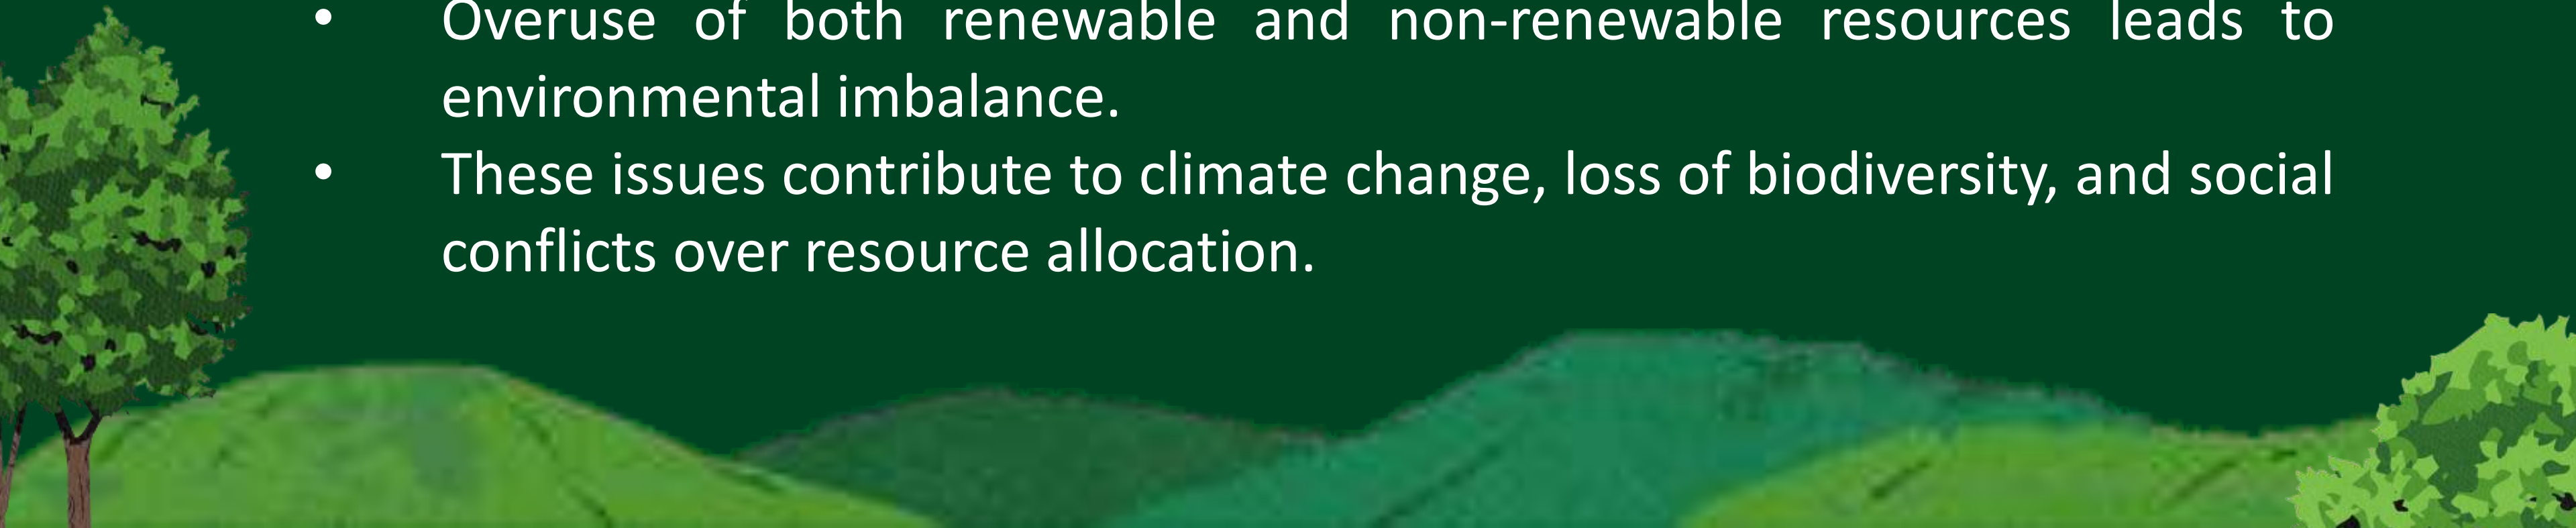 • Overuse of both renewable and non-renewable resources leads to
environmental imbalance.
• These issues contribute to climate change, loss of biodiversity, and social
conflicts over resource allocation.